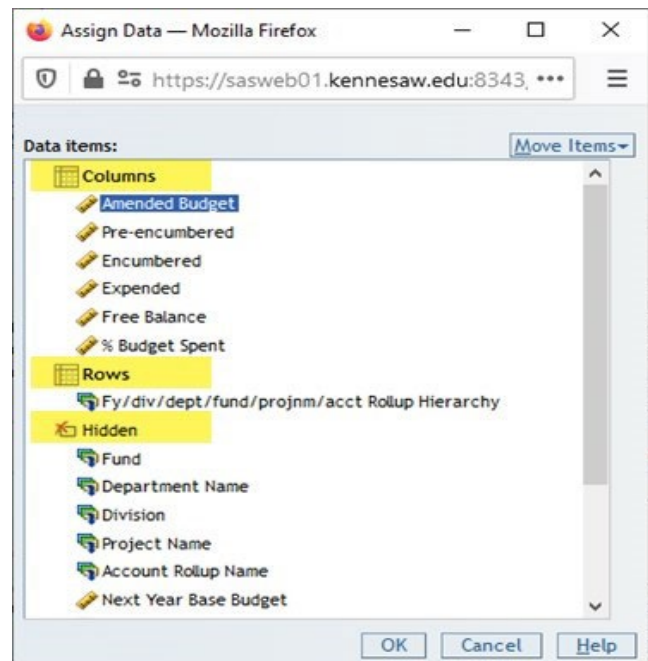 Assign Data — Mozilla Firefox
https://sasweb01.kennesaw.edu:8343,
Data items:
Move Items
Columns
Amended Budget
Pre-encumbered
Encumbered
Expended
Free Balance
% Budget Spent
Rows
Fy/div/dept/fund/projnm/acct Rollup Hierarchy
Hidden
Fund
Department Name
Division
Project Name
Account Rollup Name
Next Year Base Budget
OK Cancel Help